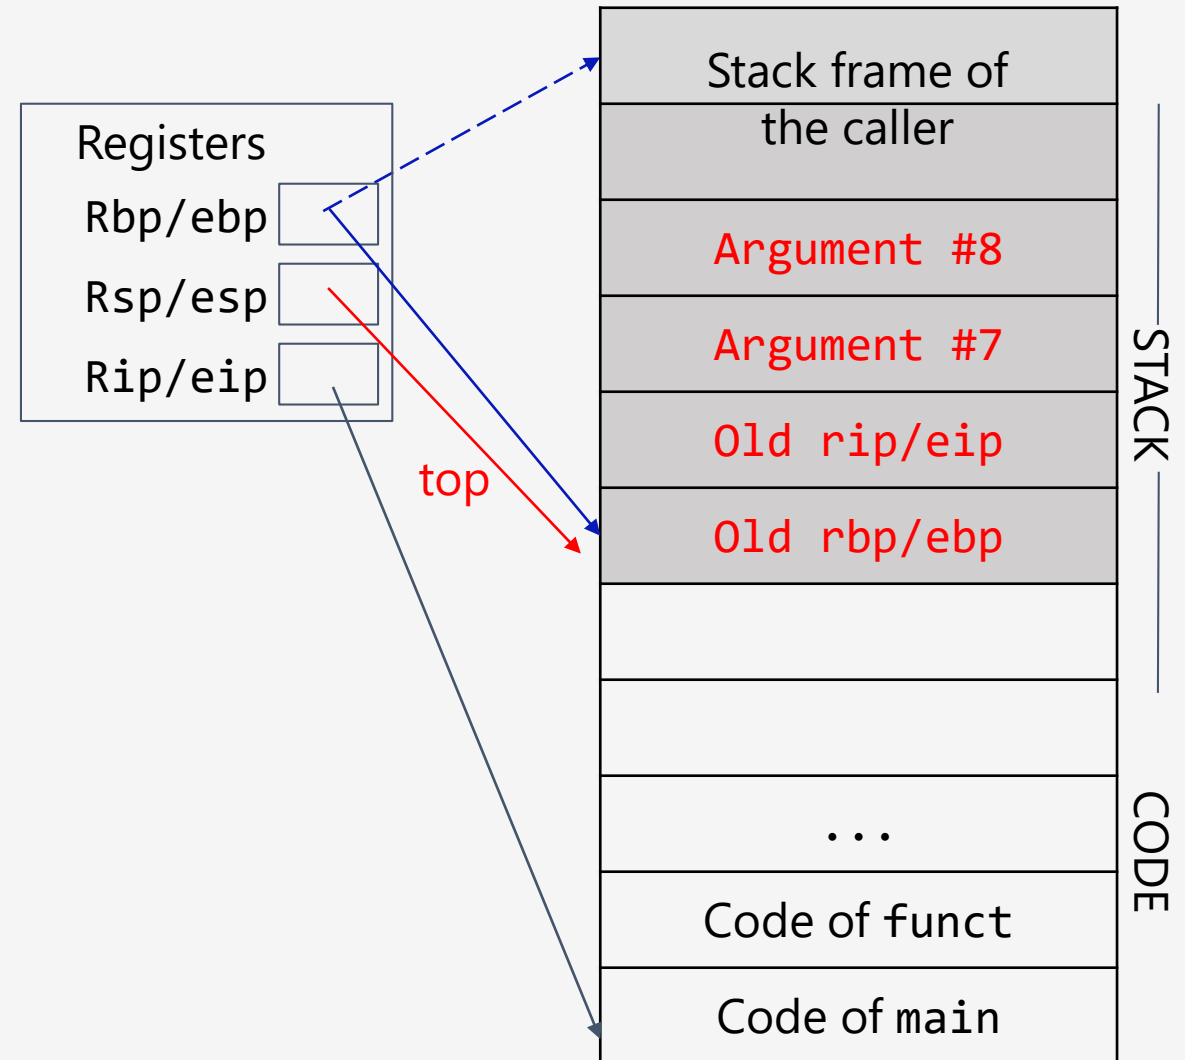 Registers
Rbp/ebp
Rsp/esp
Rip/eip
top
Stack frame of
the caller
Argument #8
Argument #7
Old rip/eip
Old rbp/ebp
...
Code of funct
Code of main
STACK
CODE